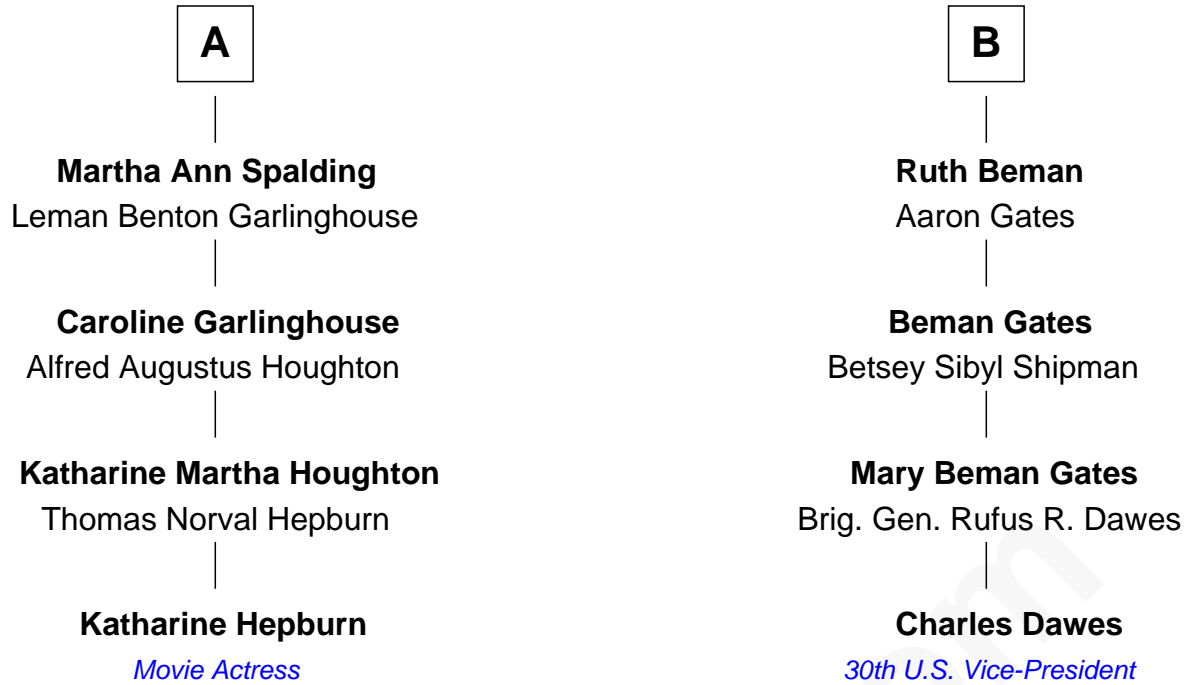 A
Martha Ann Spalding
Leman Benton Garlinghouse
Caroline Garlinghouse
Alfred Augustus Houghton
Katharine Martha Houghton
Thomas Norval Hepburn
Katharine Hepburn
Movie Actress
B
Ruth Beman
Aaron Gates
Beman Gates
Betsey Sibyl Shipman
Mary Beman Gates
Brig. Gen. Rufus R. Dawes
Charles Dawes
30th U.S. Vice-President
om